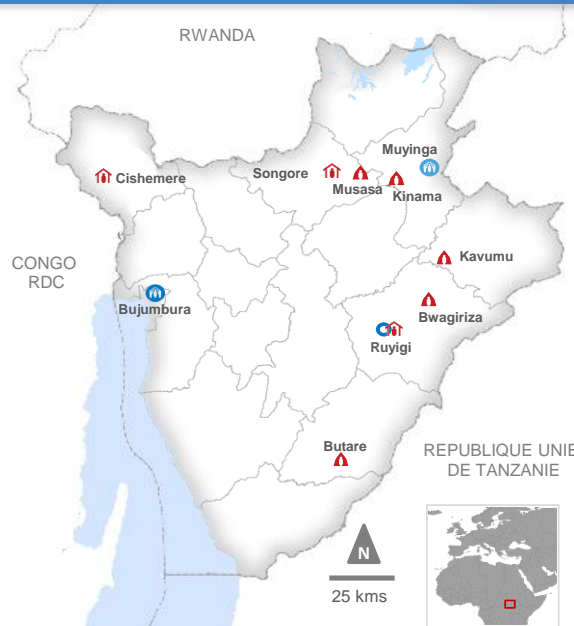 RWANDA
Muyinga
Cishemere
Songore
Musasa
Kinama
CONGO
RDC
Kavumu
Bujumbura
Bwagiriza
Ruyigi
Butare
REPUBLIQUE UNIE
DE TANZANIE
N
25 kms